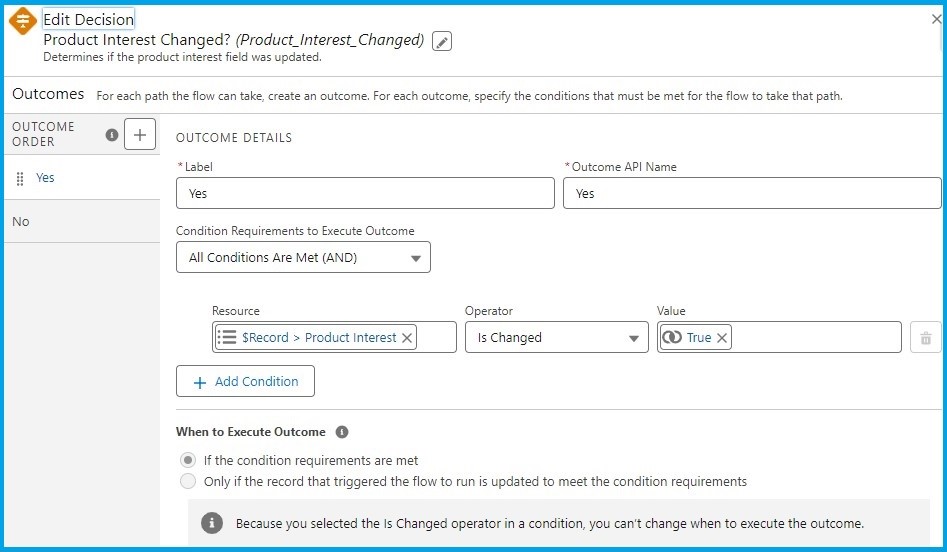 Edit Decision
Product Interest Changed? (Product_Interest_Changed)
Determines if the product interest field was updated.
Outcomes For each path the flow can take, create an outcome. For each outcome, specify the conditions that must be met for the flow to take that path.
OUTCOME ORDER
Yes
No
OUTCOME DETAILS
*Label
Yes
*Outcome API Name
Yes
Condition Requirements to Execute Outcome
All Conditions Are Met (AND)
Resource
$Record > Product Interest
Operator
Is Changed
Value
True
Add Condition
When to Execute Outcome
If the condition requirements are met
Only if the record that triggered the flow to run is updated to meet the condition requirements
Because you selected the Is Changed operator in a condition, you can't change when to execute the outcome.